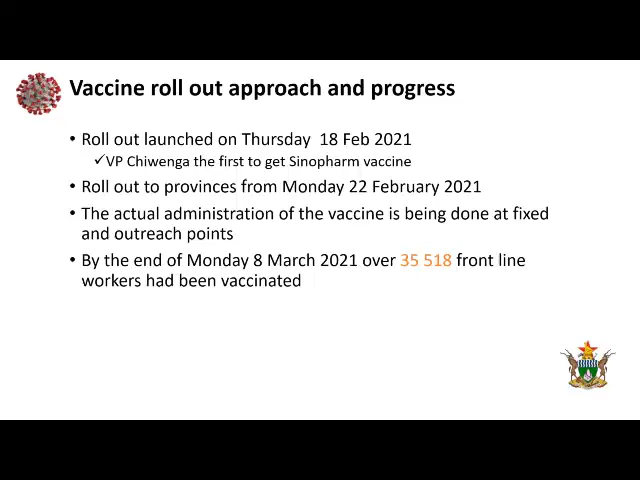 Vaccine roll out approach and progress
• Roll out launched on Thursday 18 Feb 2021
✓VP Chiwenga the first to get Sinopharm vaccine
• Roll out to provinces from Monday 22 February 2021
• The actual administration of the vaccine is being done at fixed
and outreach points
• By the end of Monday 8 March 2021 over 35 518 front line
workers had been vaccinated